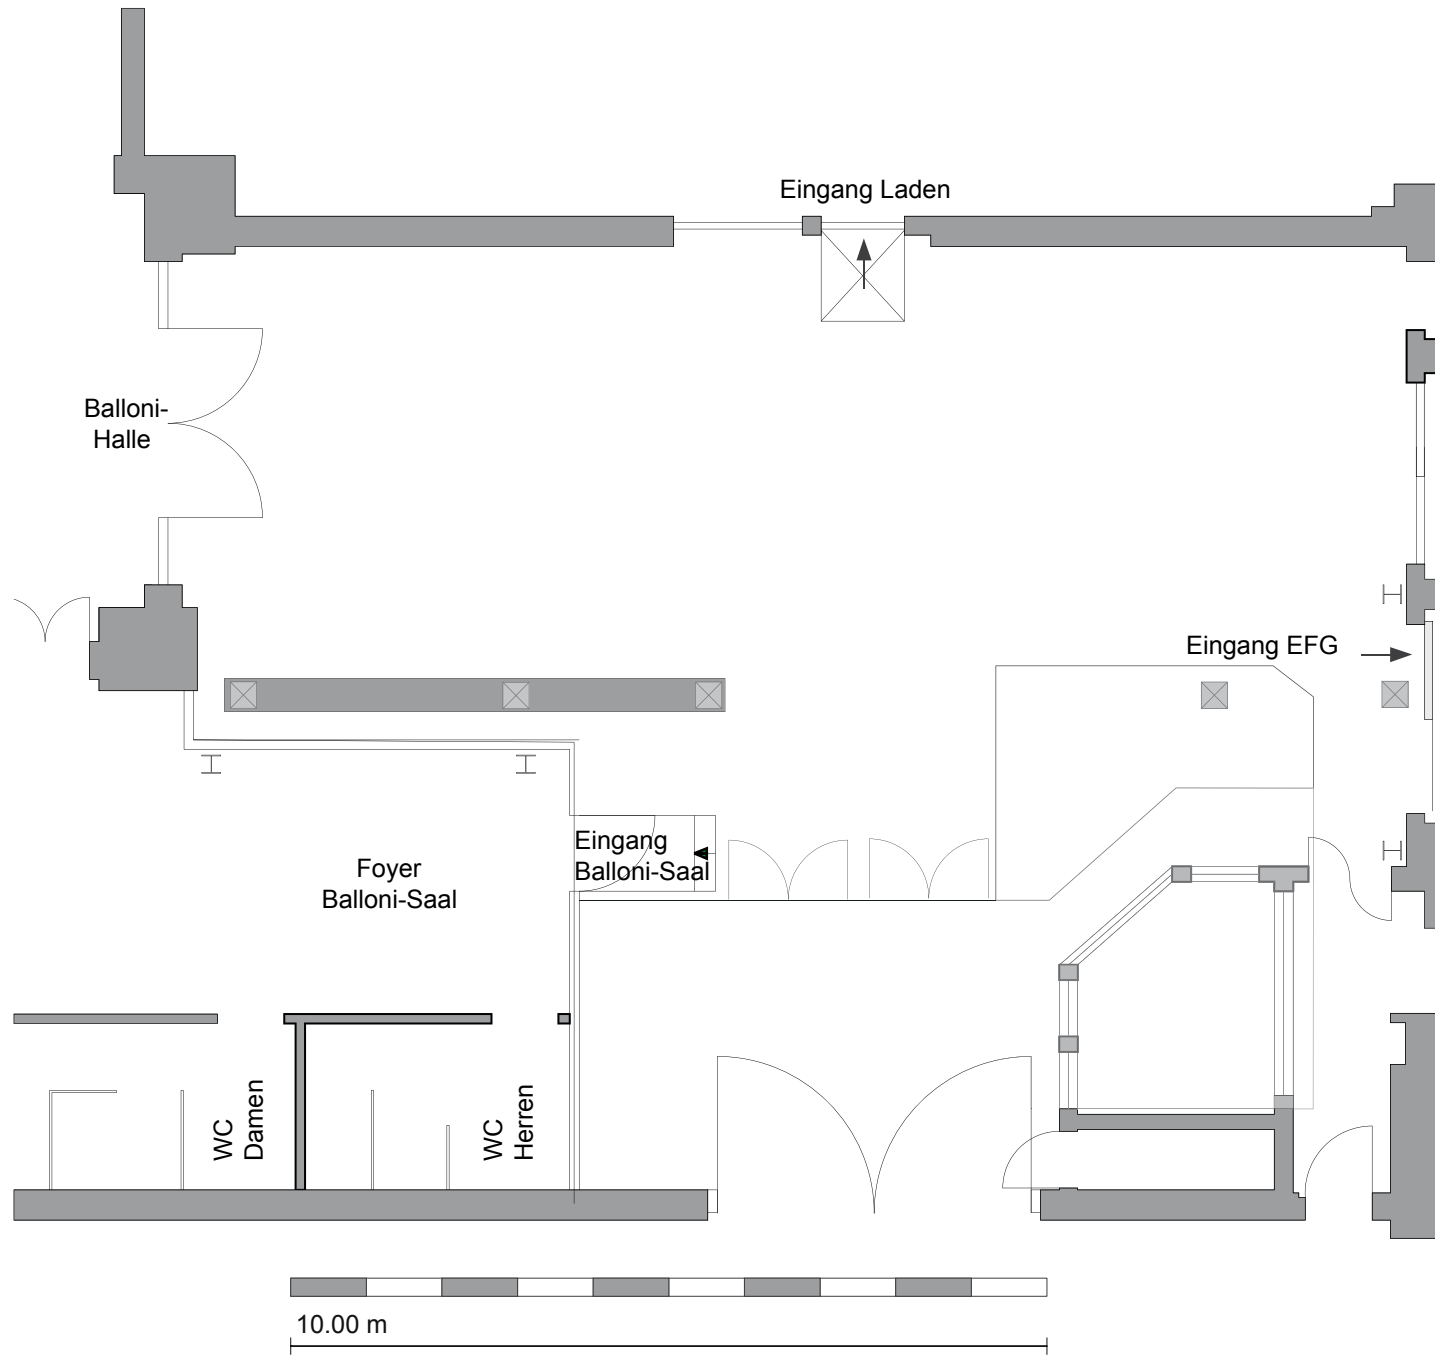 Eingang Laden
Balloni-
Halle
Eingang EFG
Eingang
Balloni-Saal
Foyer
Balloni-Saal
WC
Damen
WC
Herren
10.00 m